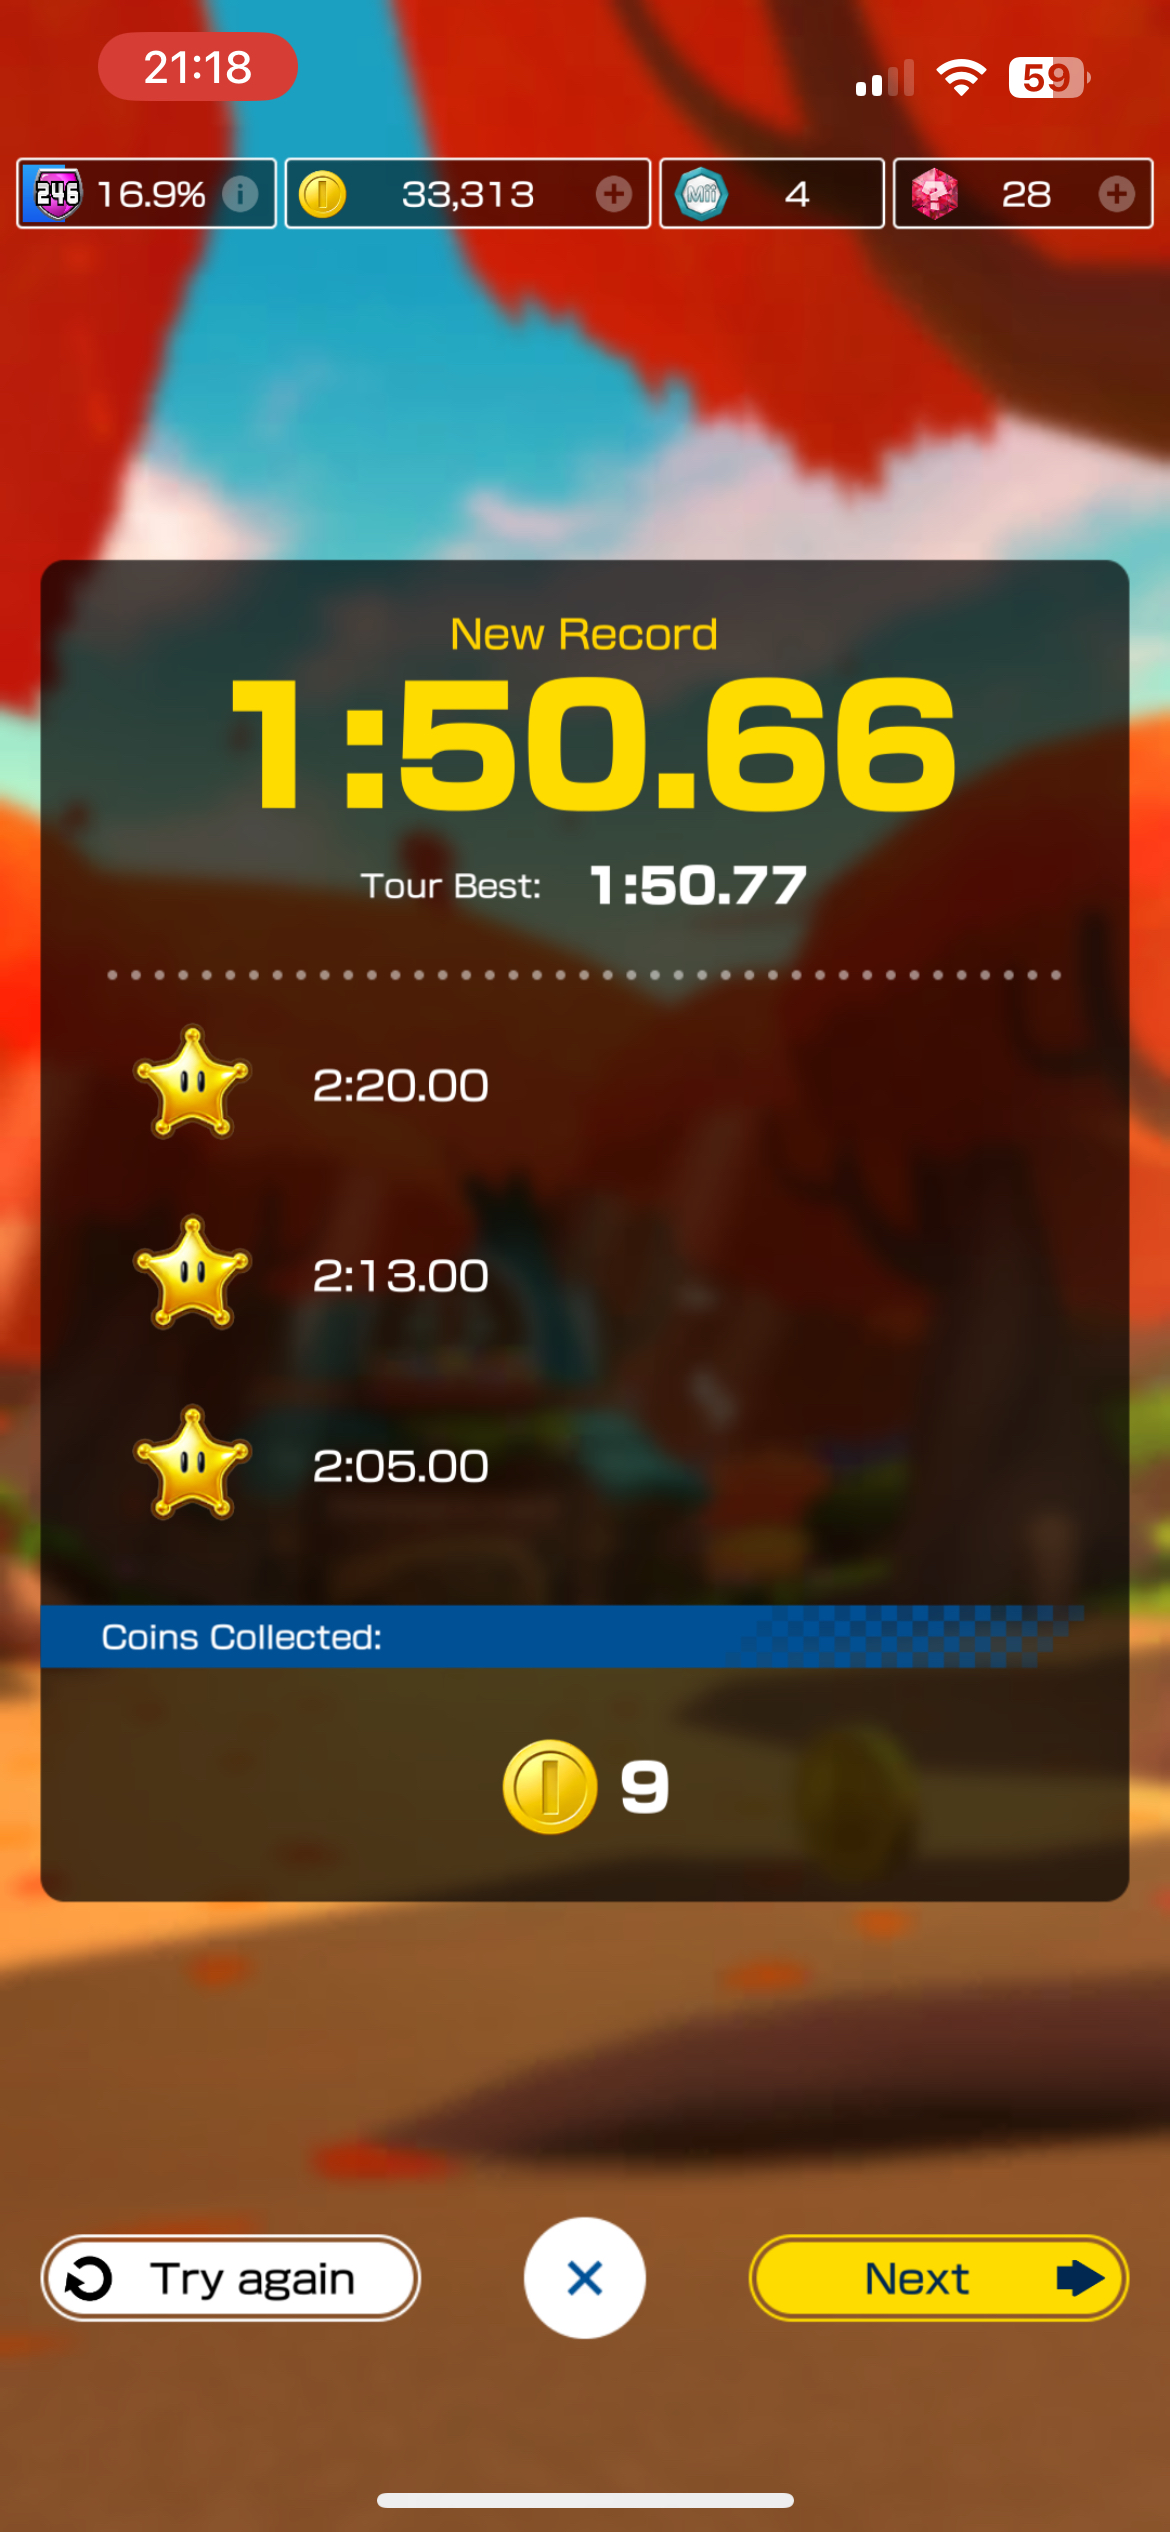 21:18
59
246 16.9% i 33,313 + Mii 4 ? 28 +
New Record
1:50.66
Tour Best: 1:50.77
2:20.00
2:13.00
2:05.00
Coins Collected:
9
Try again × Next